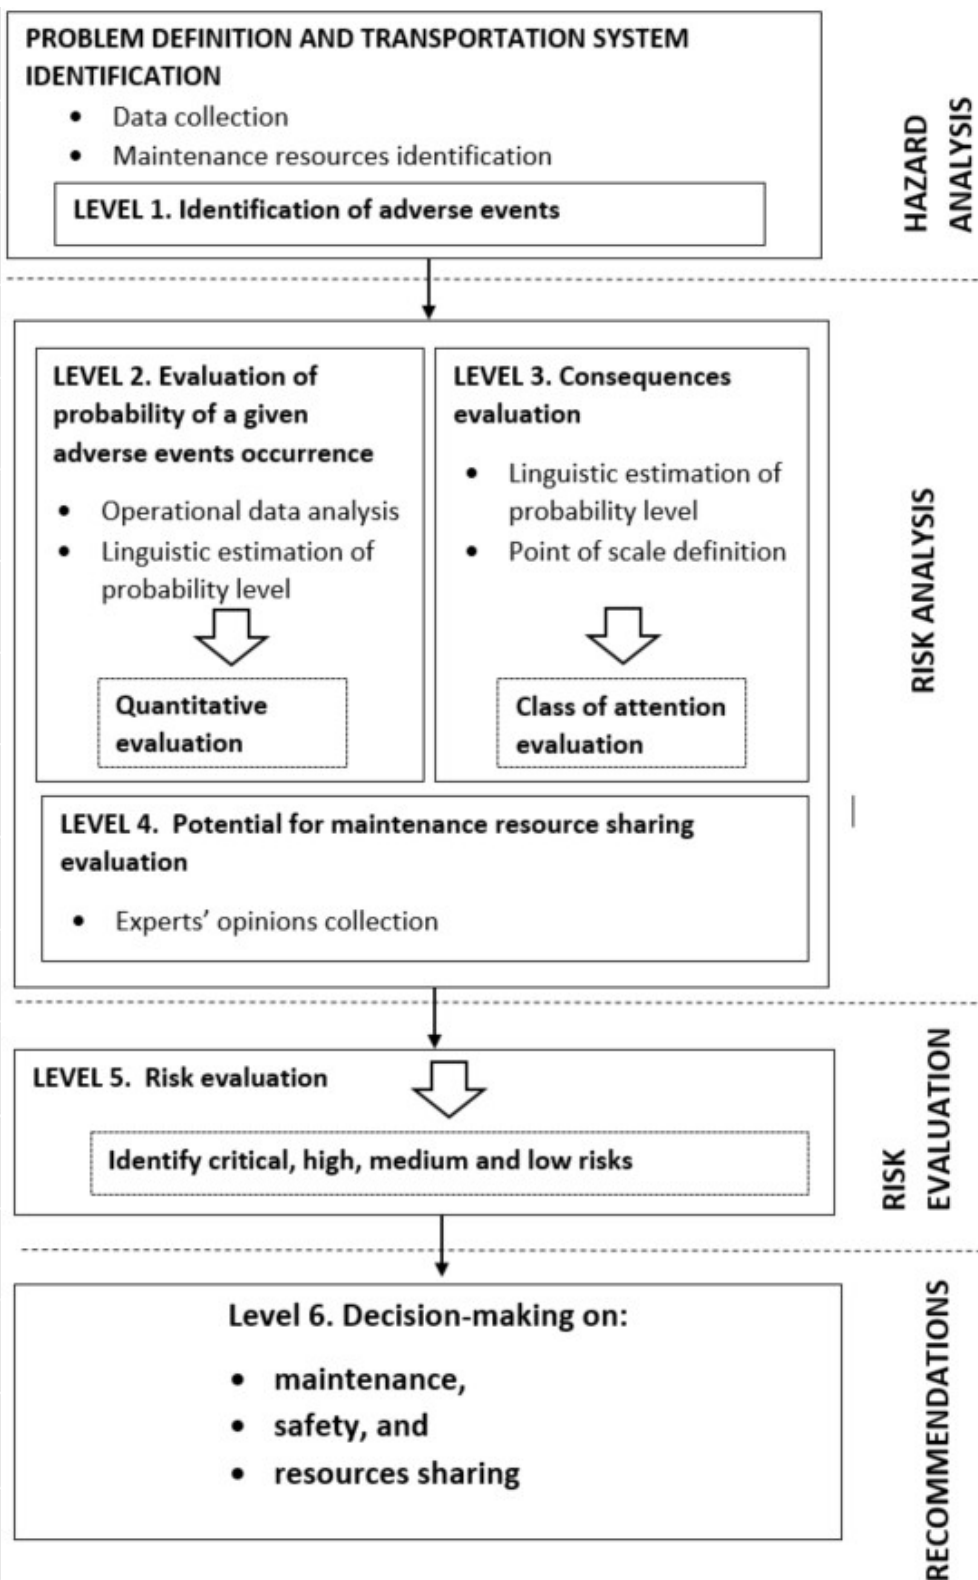 PROBLEM DEFINITION AND TRANSPORTATION SYSTEM
IDENTIFICATION
• Data collection
• Maintenance resources identification
LEVEL 1. Identification of adverse events
HAZARD
ANALYSIS
LEVEL 2. Evaluation of
probability of a given
adverse events occurrence
• Operational data analysis
• Linguistic estimation of
probability level
Quantitative
evaluation
LEVEL 3. Consequences
evaluation
• Linguistic estimation of
probability level
• Point of scale definition
Class of attention
evaluation
LEVEL 4. Potential for maintenance resource sharing
evaluation
• Experts’ opinions collection
RISK ANALYSIS
LEVEL 5. Risk evaluation
Identify critical, high, medium and low risks
RISK
EVALUATION
Level 6. Decision-making on:
• maintenance,
• safety, and
• resources sharing
RECOMMENDATIONS